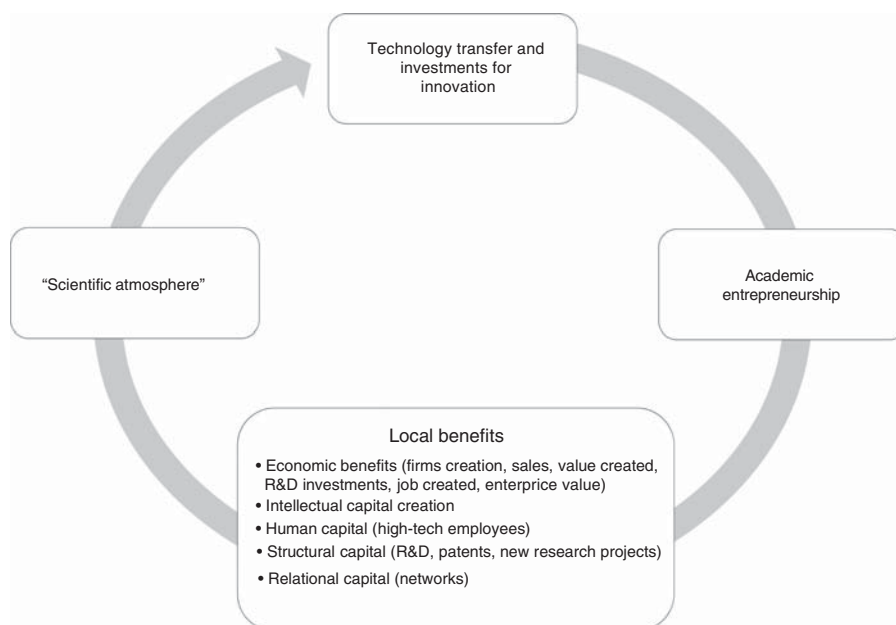 Technology transfer and
investments for
innovation
“Scientific atmosphere”
Academic
entrepreneurship
Local benefits
• Economic benefits (firms creation, sales, value created,
R&D investments, job created, enterprice value)
• Intellectual capital creation
• Human capital (high-tech employees)
• Structural capital (R&D, patents, new research projects)
• Relational capital (networks)